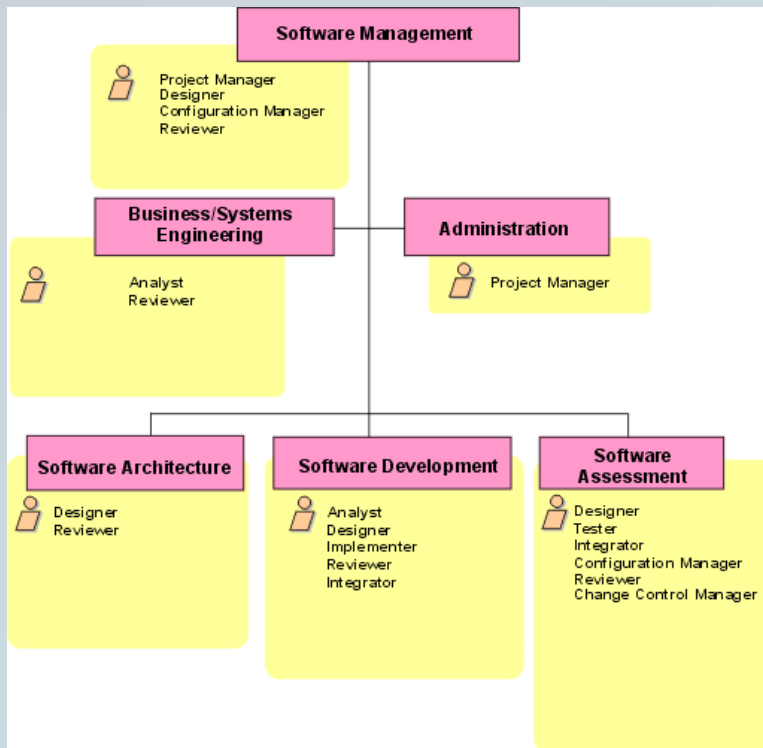 Software Management
Project Manager
Designer
Configuration Manager
Reviewer
Business/Systems
Engineering
Analyst
Reviewer
Administration
Project Manager
Software Architecture
Designer
Reviewer
Software Development
Analyst
Designer
Implementer
Reviewer
Integrator
Software
Assessment
Designer
Tester
Integrator
Configuration Manager
Reviewer
Change Control Manager